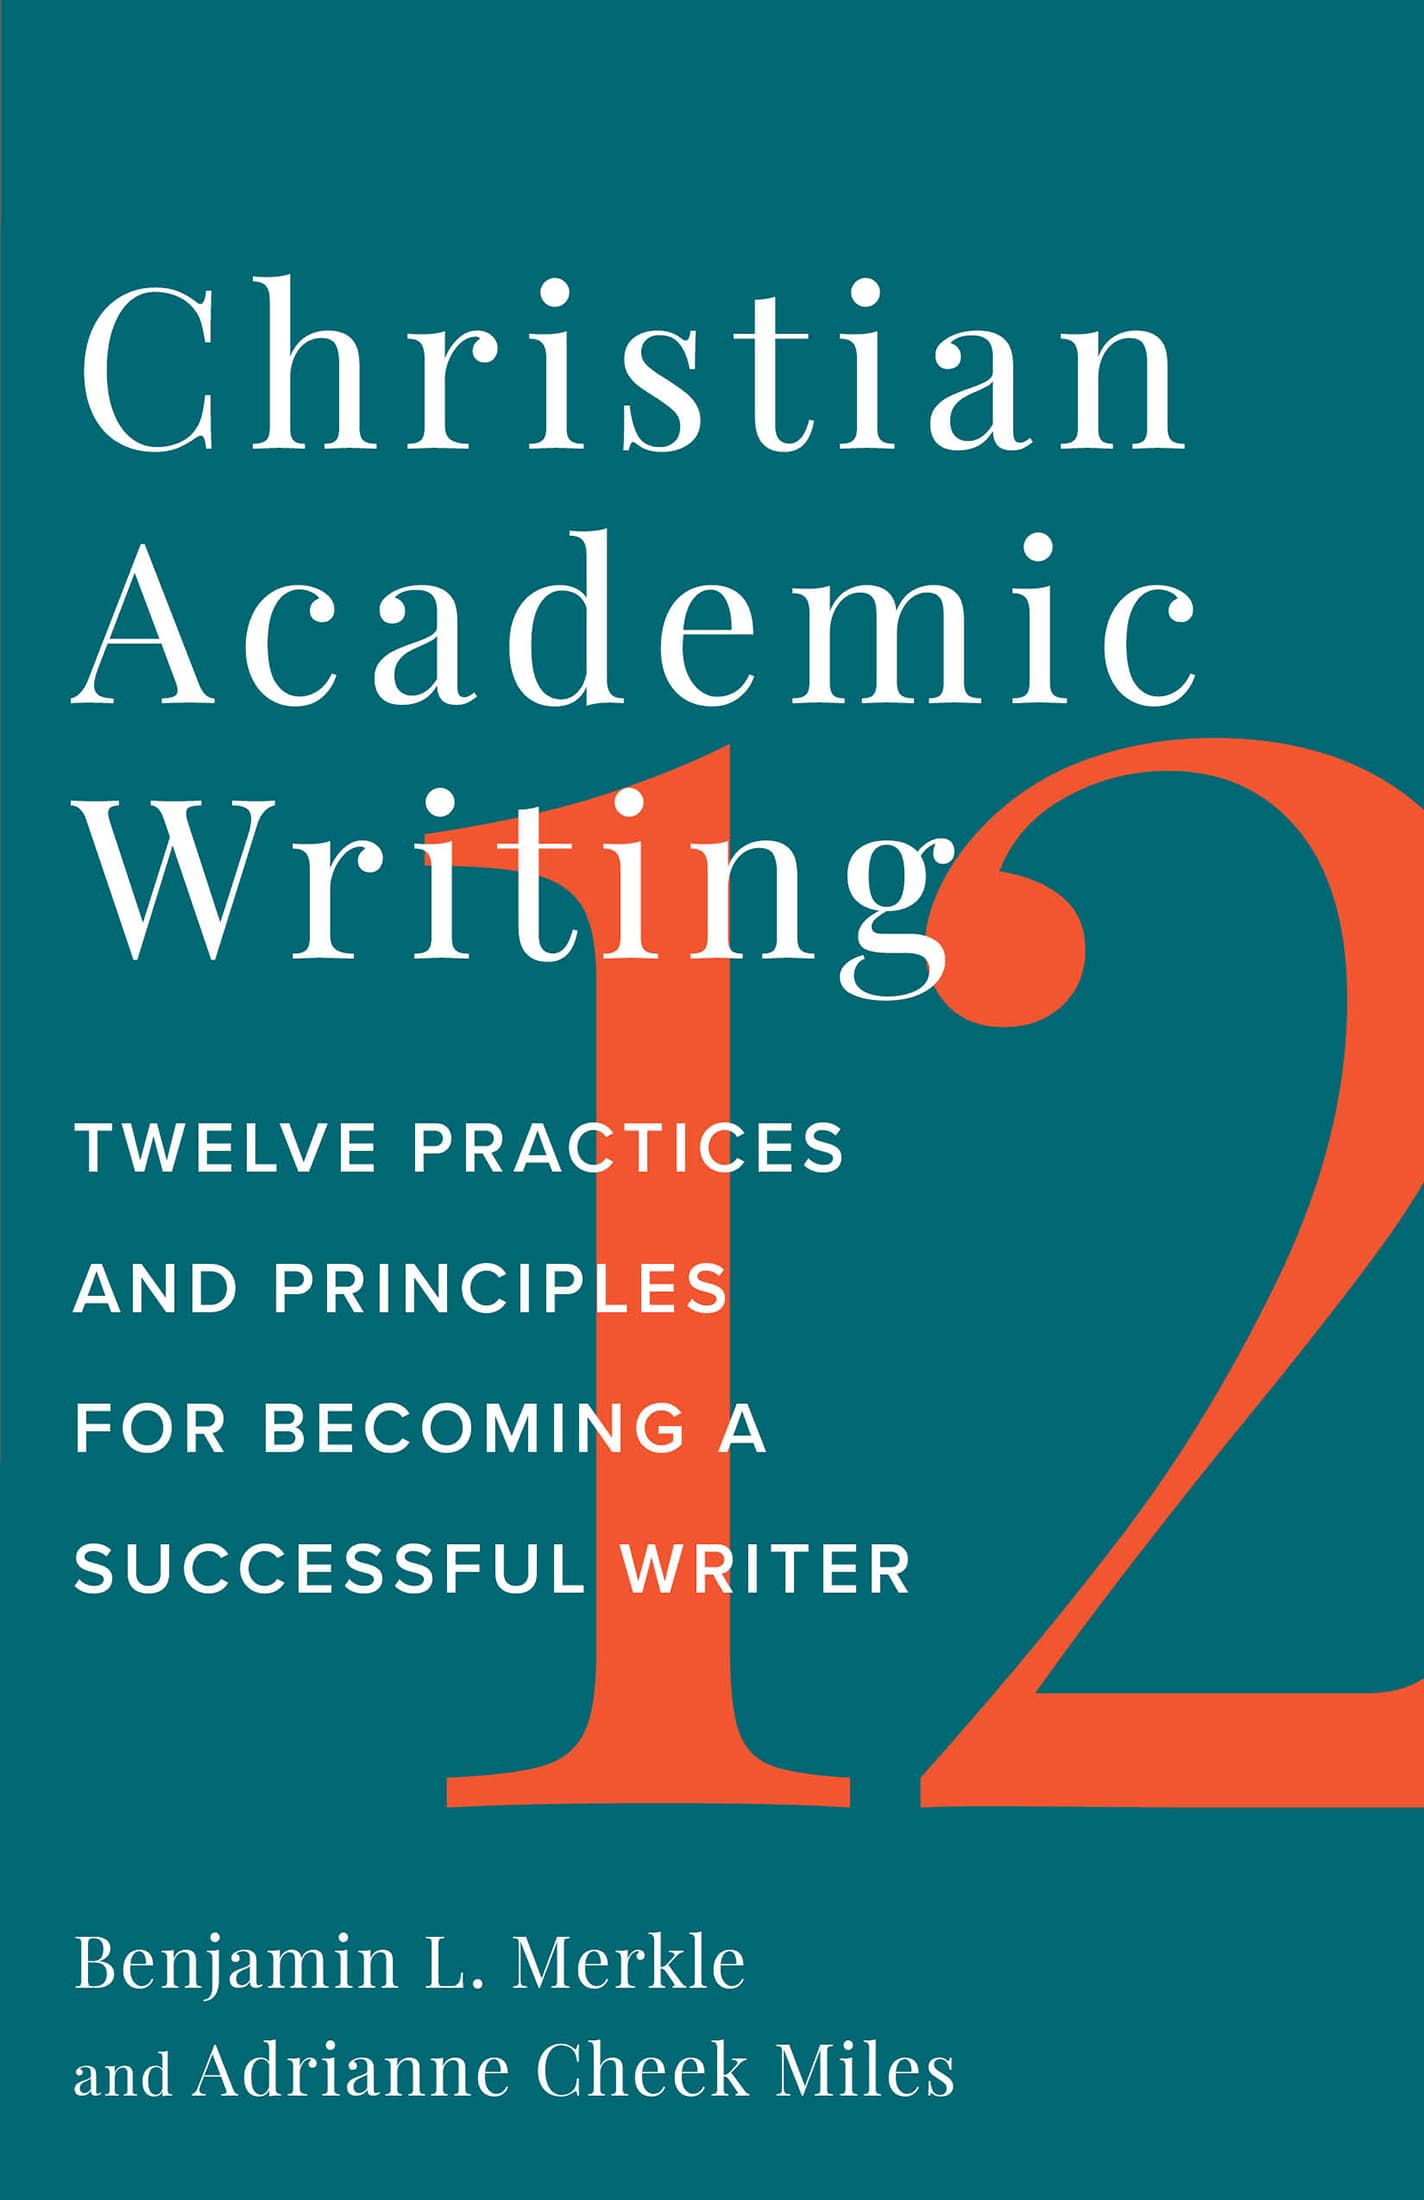 Christian
Academic
Writing
12
TWELVE PRACTICES
AND PRINCIPLES
FOR BECOMING A
SUCCESSFUL WRITER
Benjamin L. Merkle
and Adrianne Cheek Miles